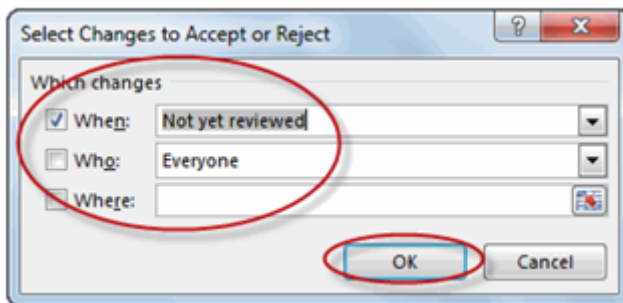 Select Changes to Accept or Reject
Which changes
When: Not yet reviewed
Who: Everyone
Where:
OK Cancel